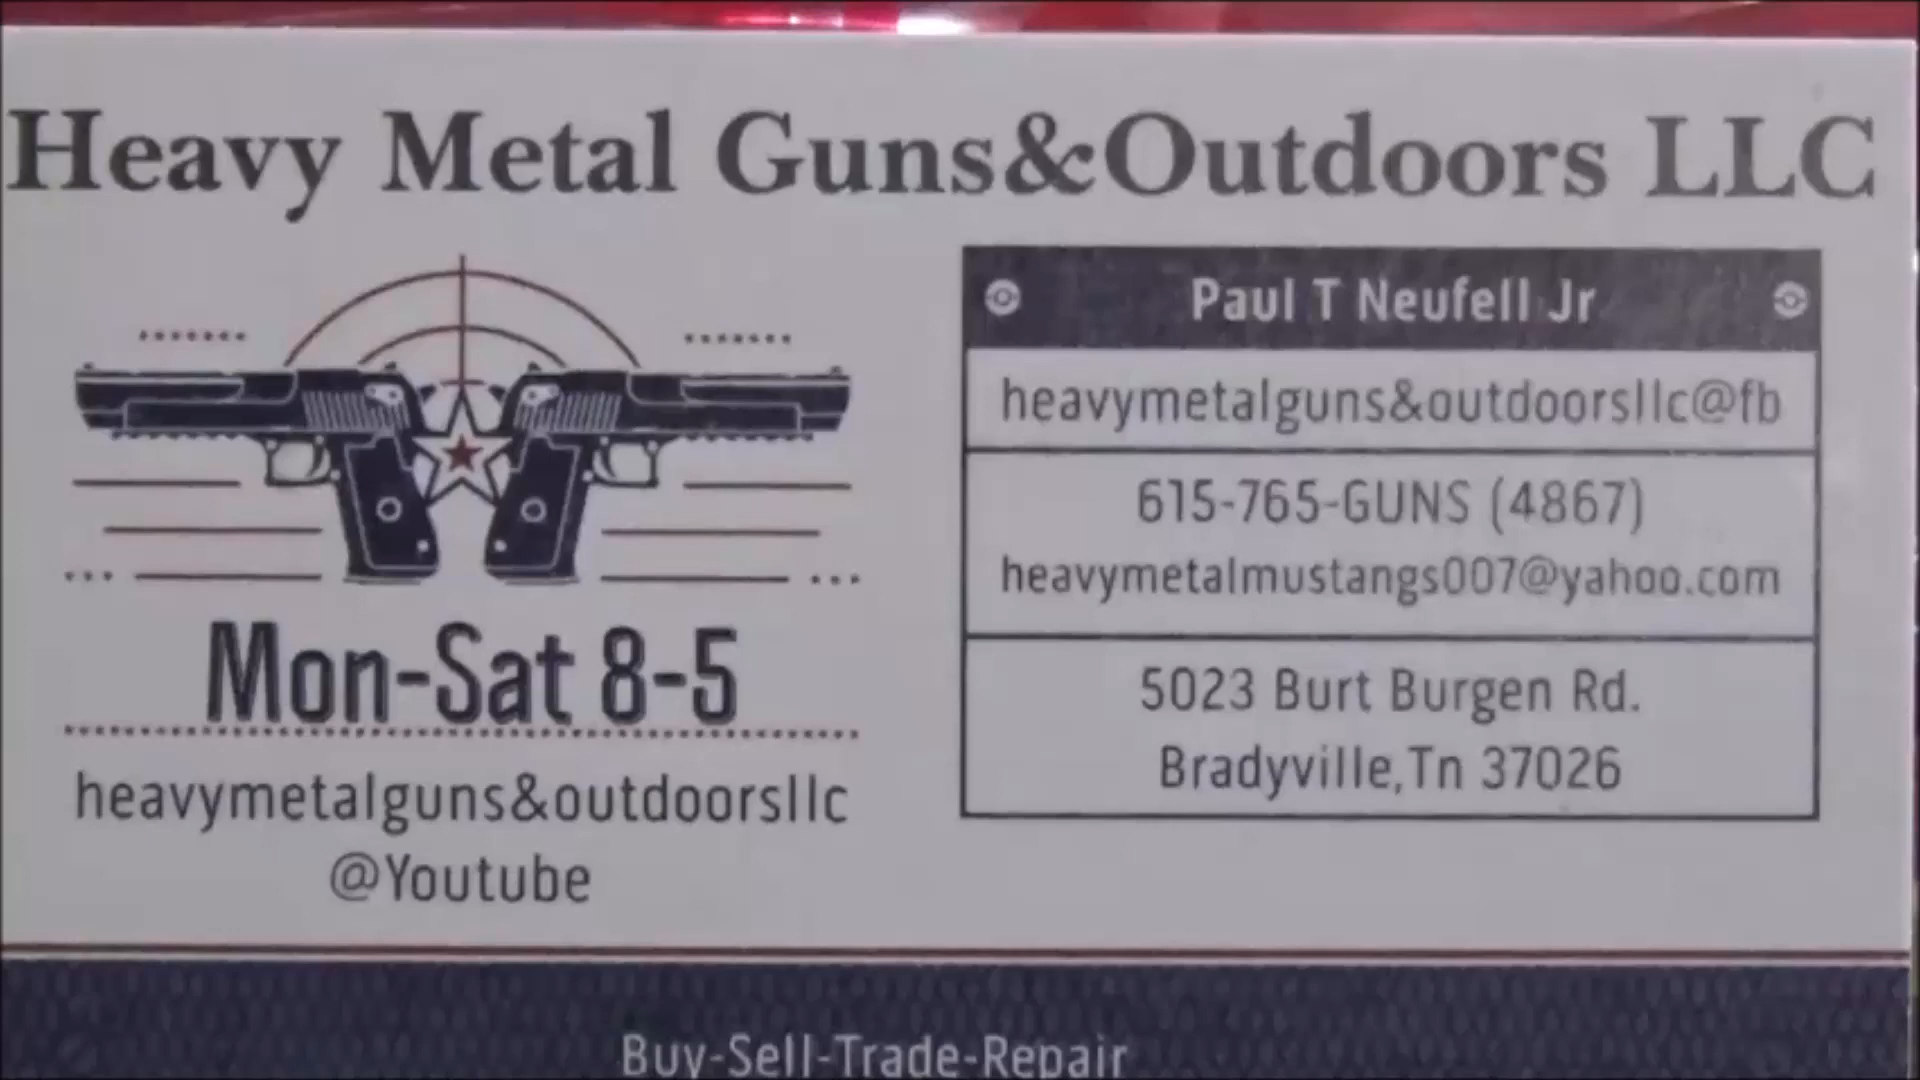 Heavy Metal Guns&Outdoors LLC
Mon-Sat 8-5
heavymetalguns&outdoorsllc
@Youtube
Paul T Neufell Jr
heavymetalguns&outdoorsllc@fb
615-765-GUNS (4867)
heavymetalmustangs007@yahoo.com
5023 Burt Burgen Rd.
Bradyville,Tn 37026
Buy-Sell-Trade-Repair